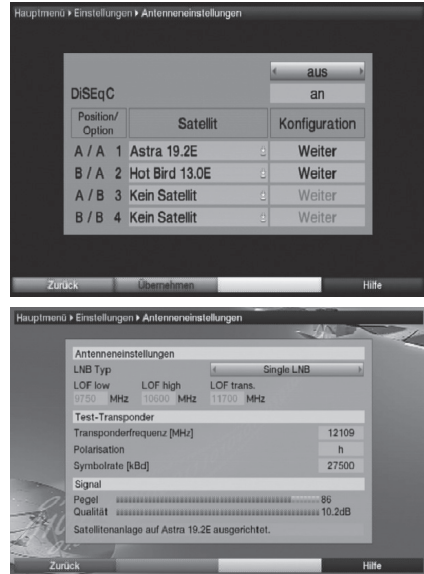 Hauptmenü ▸ Einstellungen ▸ Antenneneinstellungen
aus
DiSEqC an
Position/Option Satellit Konfiguration
A / A 1 Astra 19.2E Weiter
B / A 2 Hot Bird 13.0E Weiter
A / B 3 Kein Satellit Weiter
B / B 4 Kein Satellit Weiter
Zurück Übernehmen Hilfe
Hauptmenü ▸ Einstellungen ▸ Antenneneinstellungen
Antenneneinstellungen
LNB Typ Single LNB
LOF low LOF high LOF trans.
9750 MHz 10600 MHz 11700 MHz
Test-Transponder
Transponderfrequenz [MHz] 12109
Polarisation h
Symbolrate [kBd] 27500
Signal
Pegel 86
Qualität 10.2dB
Satellitenanlage auf Astra 19.2E ausgerichtet.
Zurück Hilfe